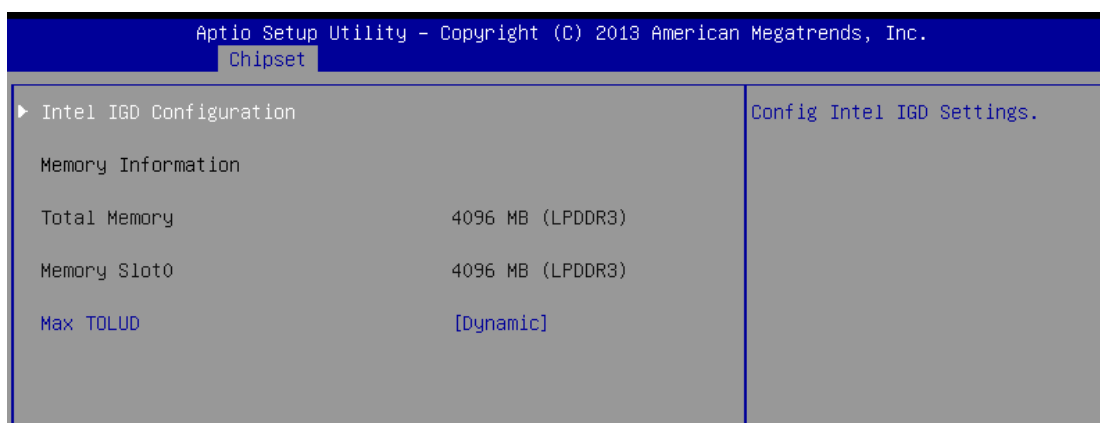 Aptio Setup Utility – Copyright (C) 2013 American Megatrends, Inc.
Chipset
Intel IGD Configuration
Config Intel IGD Settings.
Memory Information
Total Memory 4096 MB (LPDDR3)
Memory Slot0 4096 MB (LPDDR3)
Max TOLUD [Dynamic]